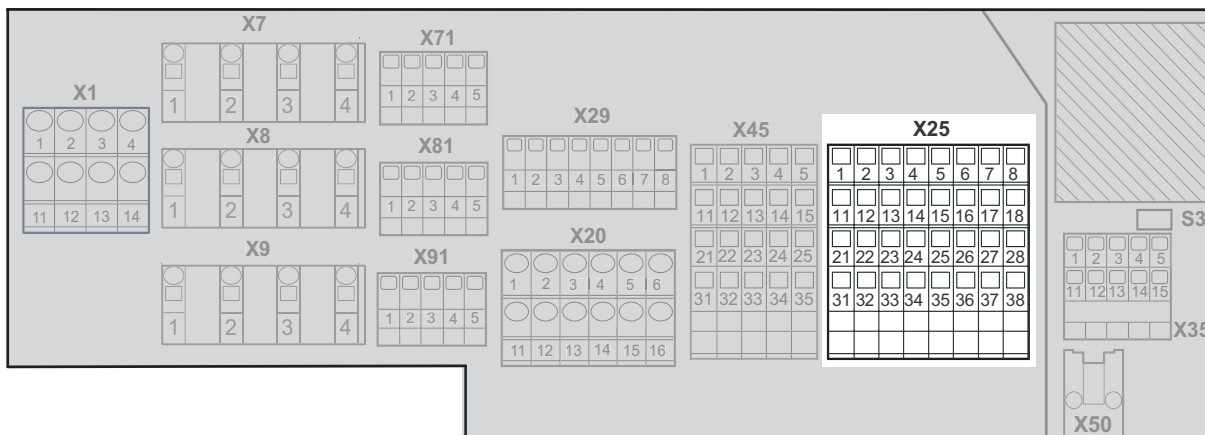 X1
1 2 3 4
11 12 13 14
X7
1 2 3 4
X8
1 2 3 4
X9
1 2 3 4
X71
1 2 3 4 5
X81
1 2 3 4 5
X91
1 2 3 4 5
X29
1 2 3 4 5 6 7 8
X20
1 2 3 4 5 6
11 12 13 14 15 16
X45
1 2 3 4 5
11 12 13 14 15
21 22 23 24 25
31 32 33 34 35
X25
1 2 3 4 5 6 7 8
11 12 13 14 15 16 17 18
21 22 23 24 25 26 27 28
31 32 33 34 35 36 37 38
S3
1 2 3 4 5
11 12 13 14 15
X35
X50